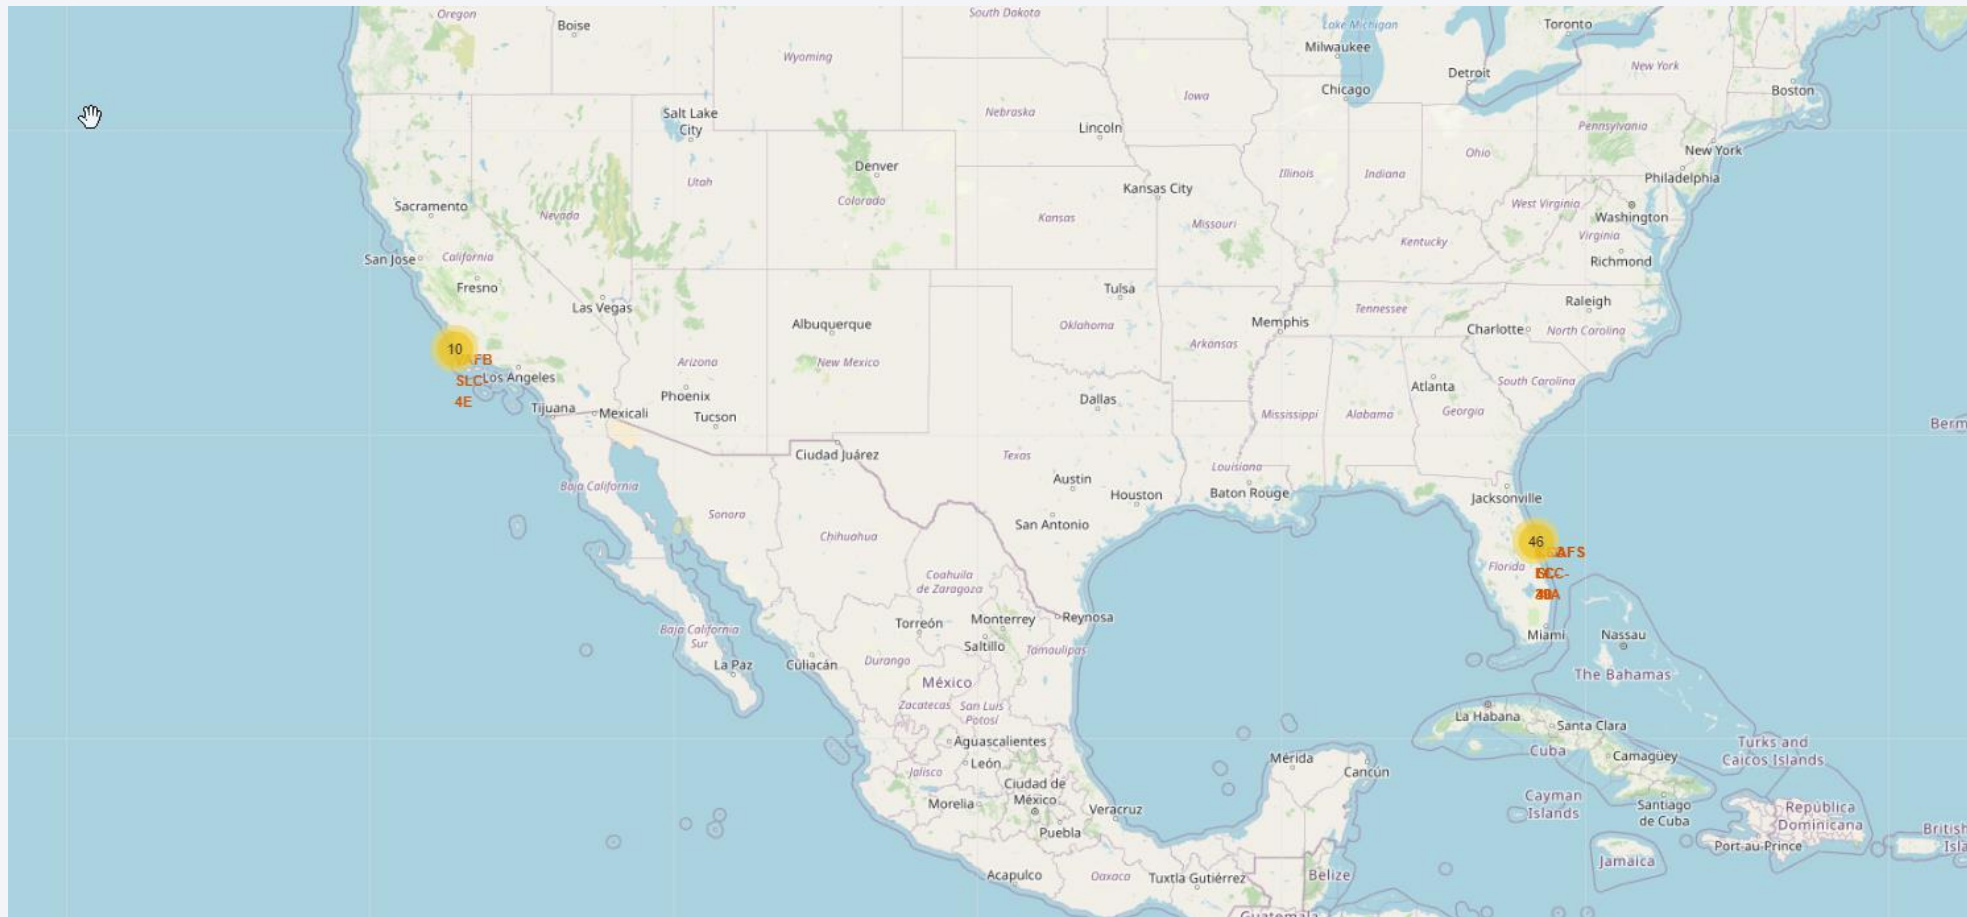 Oregon
Boise
South Dakota
Lake Michigan
Toronto
Milwaukee
Wyoming
Detroit
New York
Chicago
Iowa
Boston
Salt Lake
City
Nebraska
Lincoln
Pennsylvania
Ohio
New York
Denver
Utah
Illinois
Indiana
Philadelphia
Kansas City
Colorado
Sacramento
Nevada
Kansas
Missouri
West Virginia
Washington
Virginia
Kentucky
San Jose
California
Richmond
Fresno
Tulsa
Las Vegas
Raleigh
Tennessee
Albuquerque
Oklahoma
Memphis
Charlotte
North Carolina
Arkansas
10
AFB
SLC-
4E
Los Angeles
Arizona
New Mexico
Phoenix
Atlanta
South Carolina
Tijuana
Mexicali
Tucson
Dallas
Mississippi
Alabama
Georgia
Berm
Ciudad Juárez
Texas
Louisiana
Baja California
Austin
Houston
Baton Rouge
Jacksonville
Sonora
San Antonio
Chihuahua
46
AFS
Florida
Coahuila
de Zaragoza
Torreón
Monterrey
Reynosa
Baja California
Sur
Saltillo
Tamaulipas
Miami
Nassau
La Paz
Culiacán
Durango
The Bahamas
México
Zacatecas
San Luis
Potosí
La Habana
Santa Clara
Aguascalientes
Cuba
Camagüey
Turks and
Caicos Islands
León
Jalisco
Mérida
Cancún
Ciudad de
México
Morelia
Veracruz
Cayman
Islands
Santiago
de Cuba
República
Dominicana
Puebla
British
Isla
Port-au-Prince
Jamaica
Acapulco
Oaxaca
Tuxtla Gutiérrez
Belize
Guatemala